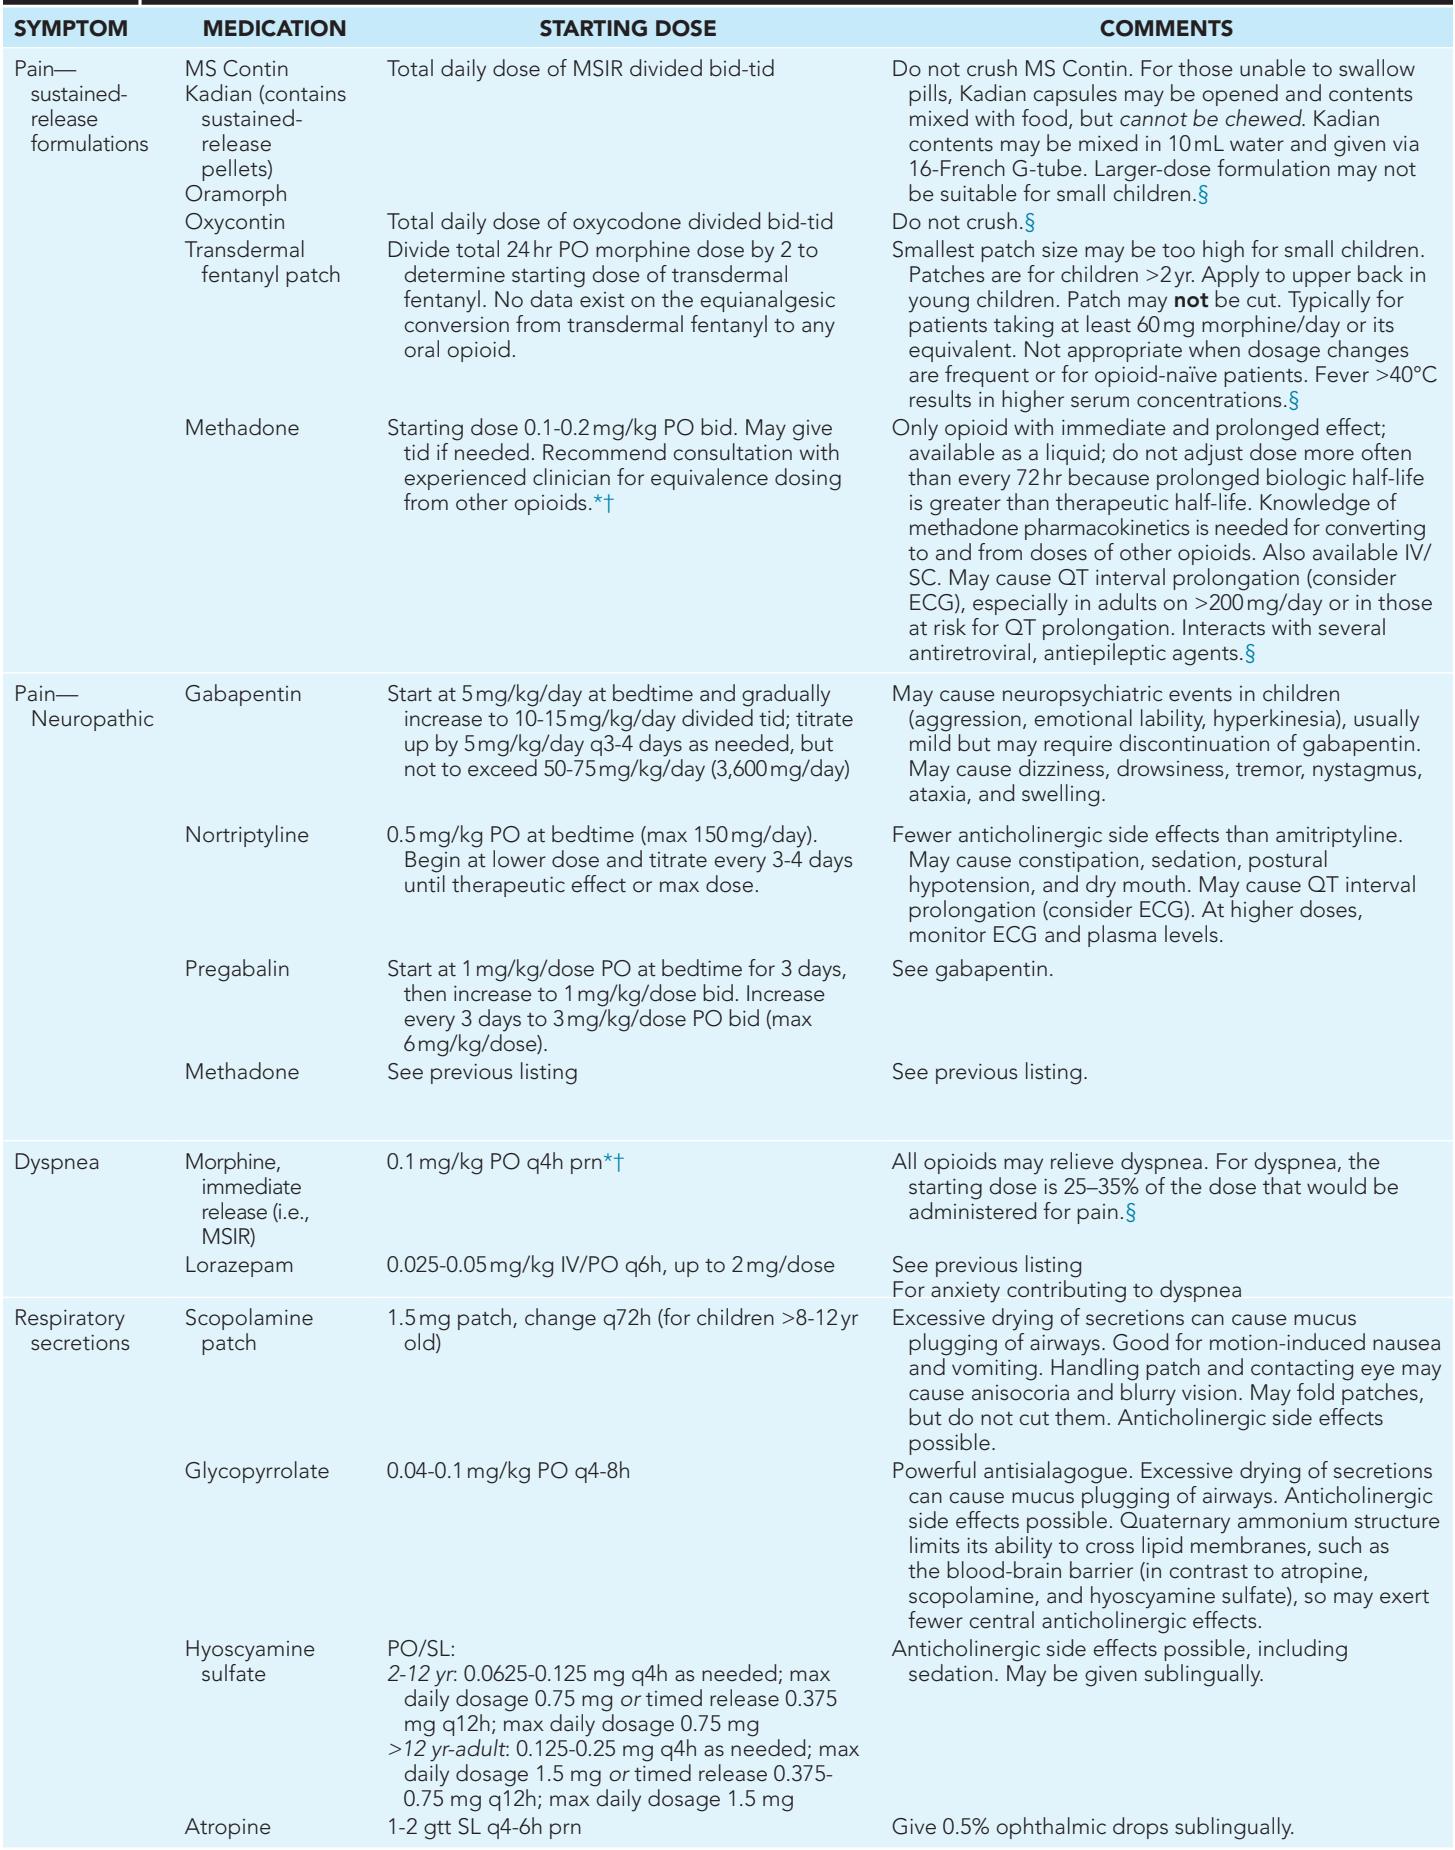 SYMPTOM MEDICATION STARTING DOSE COMMENTS
Pain—
sustained-
release
formulations
MS Contin
Kadian (contains
sustained-
release
pellets)
Oramorph
Total daily dose of MSIR divided bid-tid
Do not crush MS Contin. For those unable to swallow
pills, Kadian capsules may be opened and contents
mixed with food, but cannot be chewed. Kadian
contents may be mixed in 10 mL water and given via
16-French G-tube. Larger-dose formulation may not
be suitable for small children.§
Oxycontin
Total daily dose of oxycodone divided bid-tid
Do not crush.§
Transdermal
fentanyl patch
Divide total 24 hr PO morphine dose by 2 to
determine starting dose of transdermal
fentanyl. No data exist on the equianalgesic
conversion from transdermal fentanyl to any
oral opioid.
Smallest patch size may be too high for small children.
Patches are for children >2 yr. Apply to upper back in
young children. Patch may not be cut. Typically for
patients taking at least 60 mg morphine/day or its
equivalent. Not appropriate when dosage changes
are frequent or for opioid-naïve patients. Fever >40°C
results in higher serum concentrations.§
Methadone
Starting dose 0.1-0.2 mg/kg PO bid. May give
tid if needed. Recommend consultation with
experienced clinician for equivalence dosing
from other opioids.*†
Only opioid with immediate and prolonged effect;
available as a liquid; do not adjust dose more often
than every 72 hr because prolonged biologic half-life
is greater than therapeutic half-life. Knowledge of
methadone pharmacokinetics is needed for converting
to and from doses of other opioids. Also available IV/
SC. May cause QT interval prolongation (consider
ECG), especially in adults on >200 mg/day or in those
at risk for QT prolongation. Interacts with several
antiretroviral, antiepileptic agents.§
Pain—
Neuropathic
Gabapentin
Start at 5 mg/kg/day at bedtime and gradually
increase to 10-15 mg/kg/day divided tid; titrate
up by 5 mg/kg/day q3-4 days as needed, but
not to exceed 50-75 mg/kg/day (3,600 mg/day)
May cause neuropsychiatric events in children
(aggression, emotional lability, hyperkinesia), usually
mild but may require discontinuation of gabapentin.
May cause dizziness, drowsiness, tremor, nystagmus,
ataxia, and swelling.
Nortriptyline
0.5 mg/kg PO at bedtime (max 150 mg/day).
Begin at lower dose and titrate every 3-4 days
until therapeutic effect or max dose.
Fewer anticholinergic side effects than amitriptyline.
May cause constipation, sedation, postural
hypotension, and dry mouth. May cause QT interval
prolongation (consider ECG). At higher doses,
monitor ECG and plasma levels.
Pregabalin
Start at 1 mg/kg/dose PO at bedtime for 3 days,
then increase to 1 mg/kg/dose bid. Increase
every 3 days to 3 mg/kg/dose PO bid (max
6 mg/kg/dose).
See gabapentin.
Methadone
See previous listing
See previous listing.
Dyspnea
Morphine,
immediate
release (i.e.,
MSIR)
0.1 mg/kg PO q4h prn*†
All opioids may relieve dyspnea. For dyspnea, the
starting dose is 25–35% of the dose that would be
administered for pain.§
Lorazepam
0.025-0.05 mg/kg IV/PO q6h, up to 2 mg/dose
See previous listing
For anxiety contributing to dyspnea
Respiratory
secretions
Scopolamine
patch
1.5 mg patch, change q72h (for children >8-12 yr
old)
Excessive drying of secretions can cause mucus
plugging of airways. Good for motion-induced nausea
and vomiting. Handling patch and contacting eye may
cause anisocoria and blurry vision. May fold patches,
but do not cut them. Anticholinergic side effects
possible.
Glycopyrrolate
0.04-0.1 mg/kg PO q4-8h
Powerful antisialagogue. Excessive drying of secretions
can cause mucus plugging of airways. Anticholinergic
side effects possible. Quaternary ammonium structure
limits its ability to cross lipid membranes, such as
the blood-brain barrier (in contrast to atropine,
scopolamine, and hyoscyamine sulfate), so may exert
fewer central anticholinergic effects.
Hyoscyamine
sulfate
PO/SL:
2-12 yr: 0.0625-0.125 mg q4h as needed; max
daily dosage 0.75 mg or timed release 0.375
mg q12h; max daily dosage 0.75 mg
>12 yr-adult: 0.125-0.25 mg q4h as needed; max
daily dosage 1.5 mg or timed release 0.375-
0.75 mg q12h; max daily dosage 1.5 mg
Anticholinergic side effects possible, including
sedation. May be given sublingually.
Atropine
1-2 gtt SL q4-6h prn
Give 0.5% ophthalmic drops sublingually.